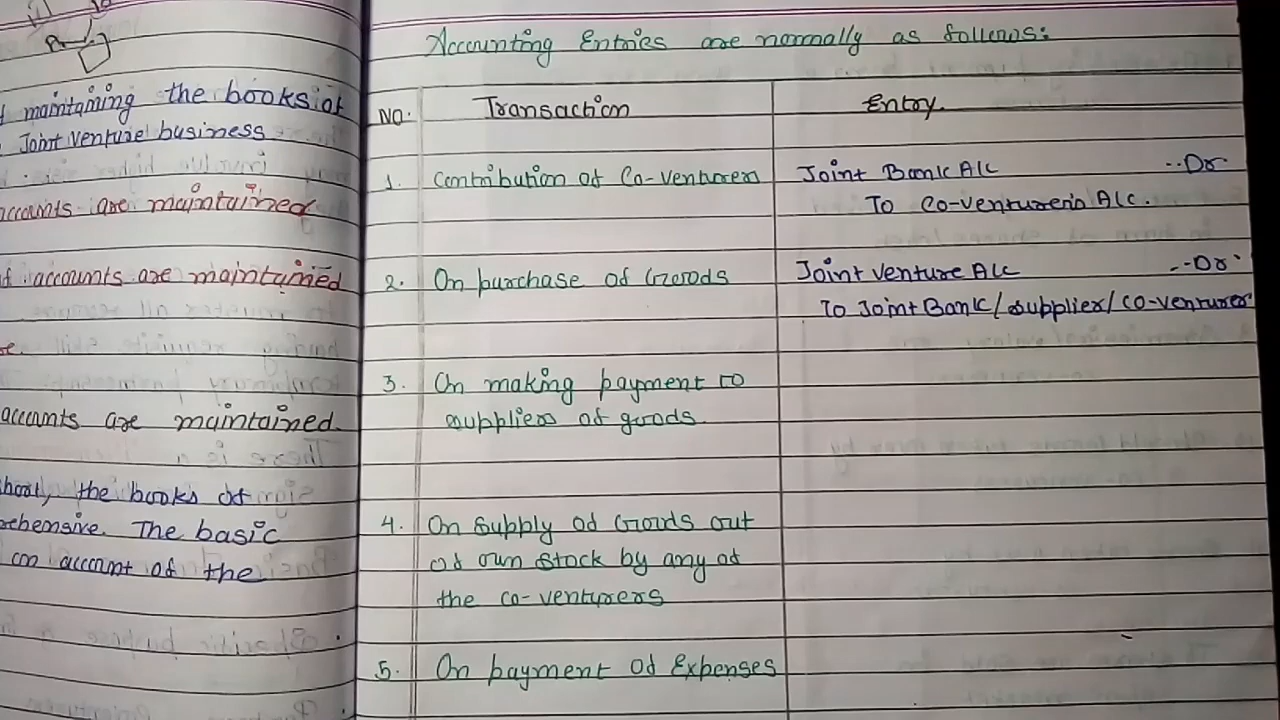 maintaining the books of
Joint Venture business
accounts are maintained
of accounts are maintained
accounts are maintained.
the books of
The basic
on account of the
Accounting Entries are normally as follows:
No. Transaction Entry.
1. Contribution of Co-venturers Joint Bank A/c --Dr
To Co-venturer's A/c.
2. On purchase of Goods Joint Venture A/c --Dr
To Joint Bank/supplier/co-venturer
3. On making payment to
suppliers of goods.
4. On Supply of Goods out
of own stock by any of
the co-venturers
5. On payment of Expenses